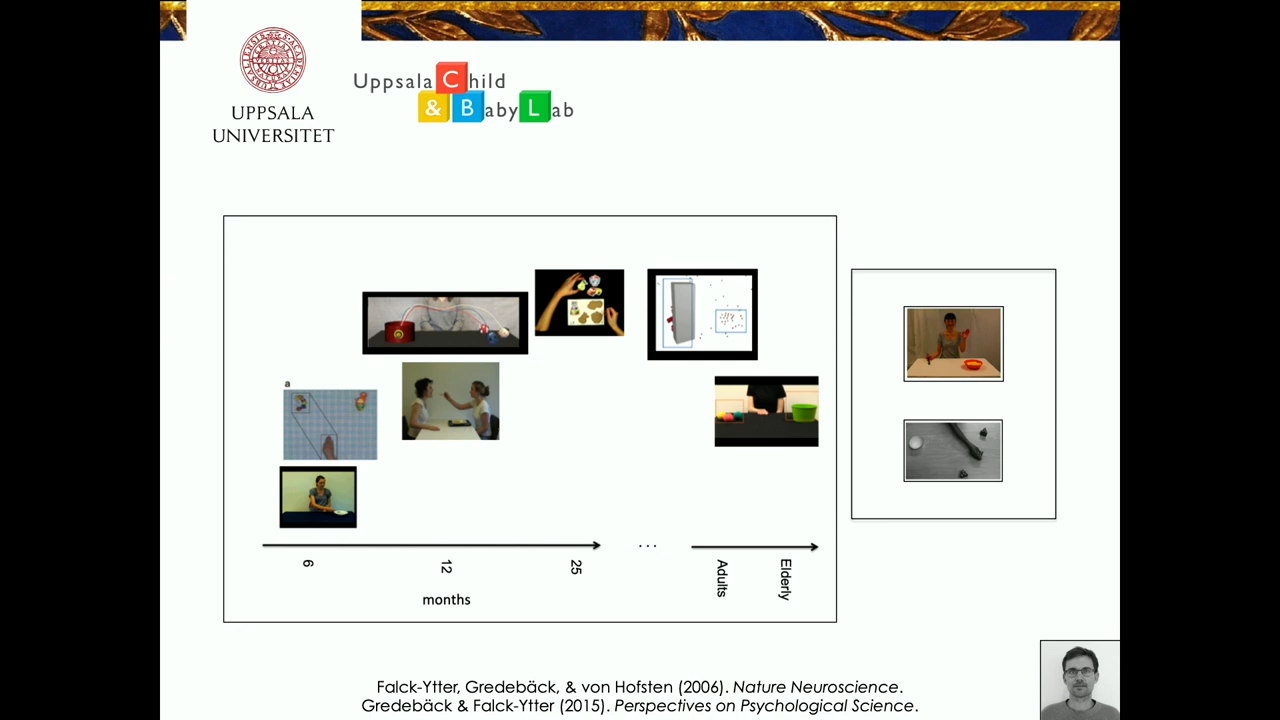 UPPSALA
UNIVERSITET
Uppsala Child
& Baby Lab
a
6
12
25
...
Adults
Elderly
months
Falck-Ytter, Gredebäck, & von Hofsten (2006). Nature Neuroscience.
Gredebäck & Falck-Ytter (2015). Perspectives on Psychological Science.